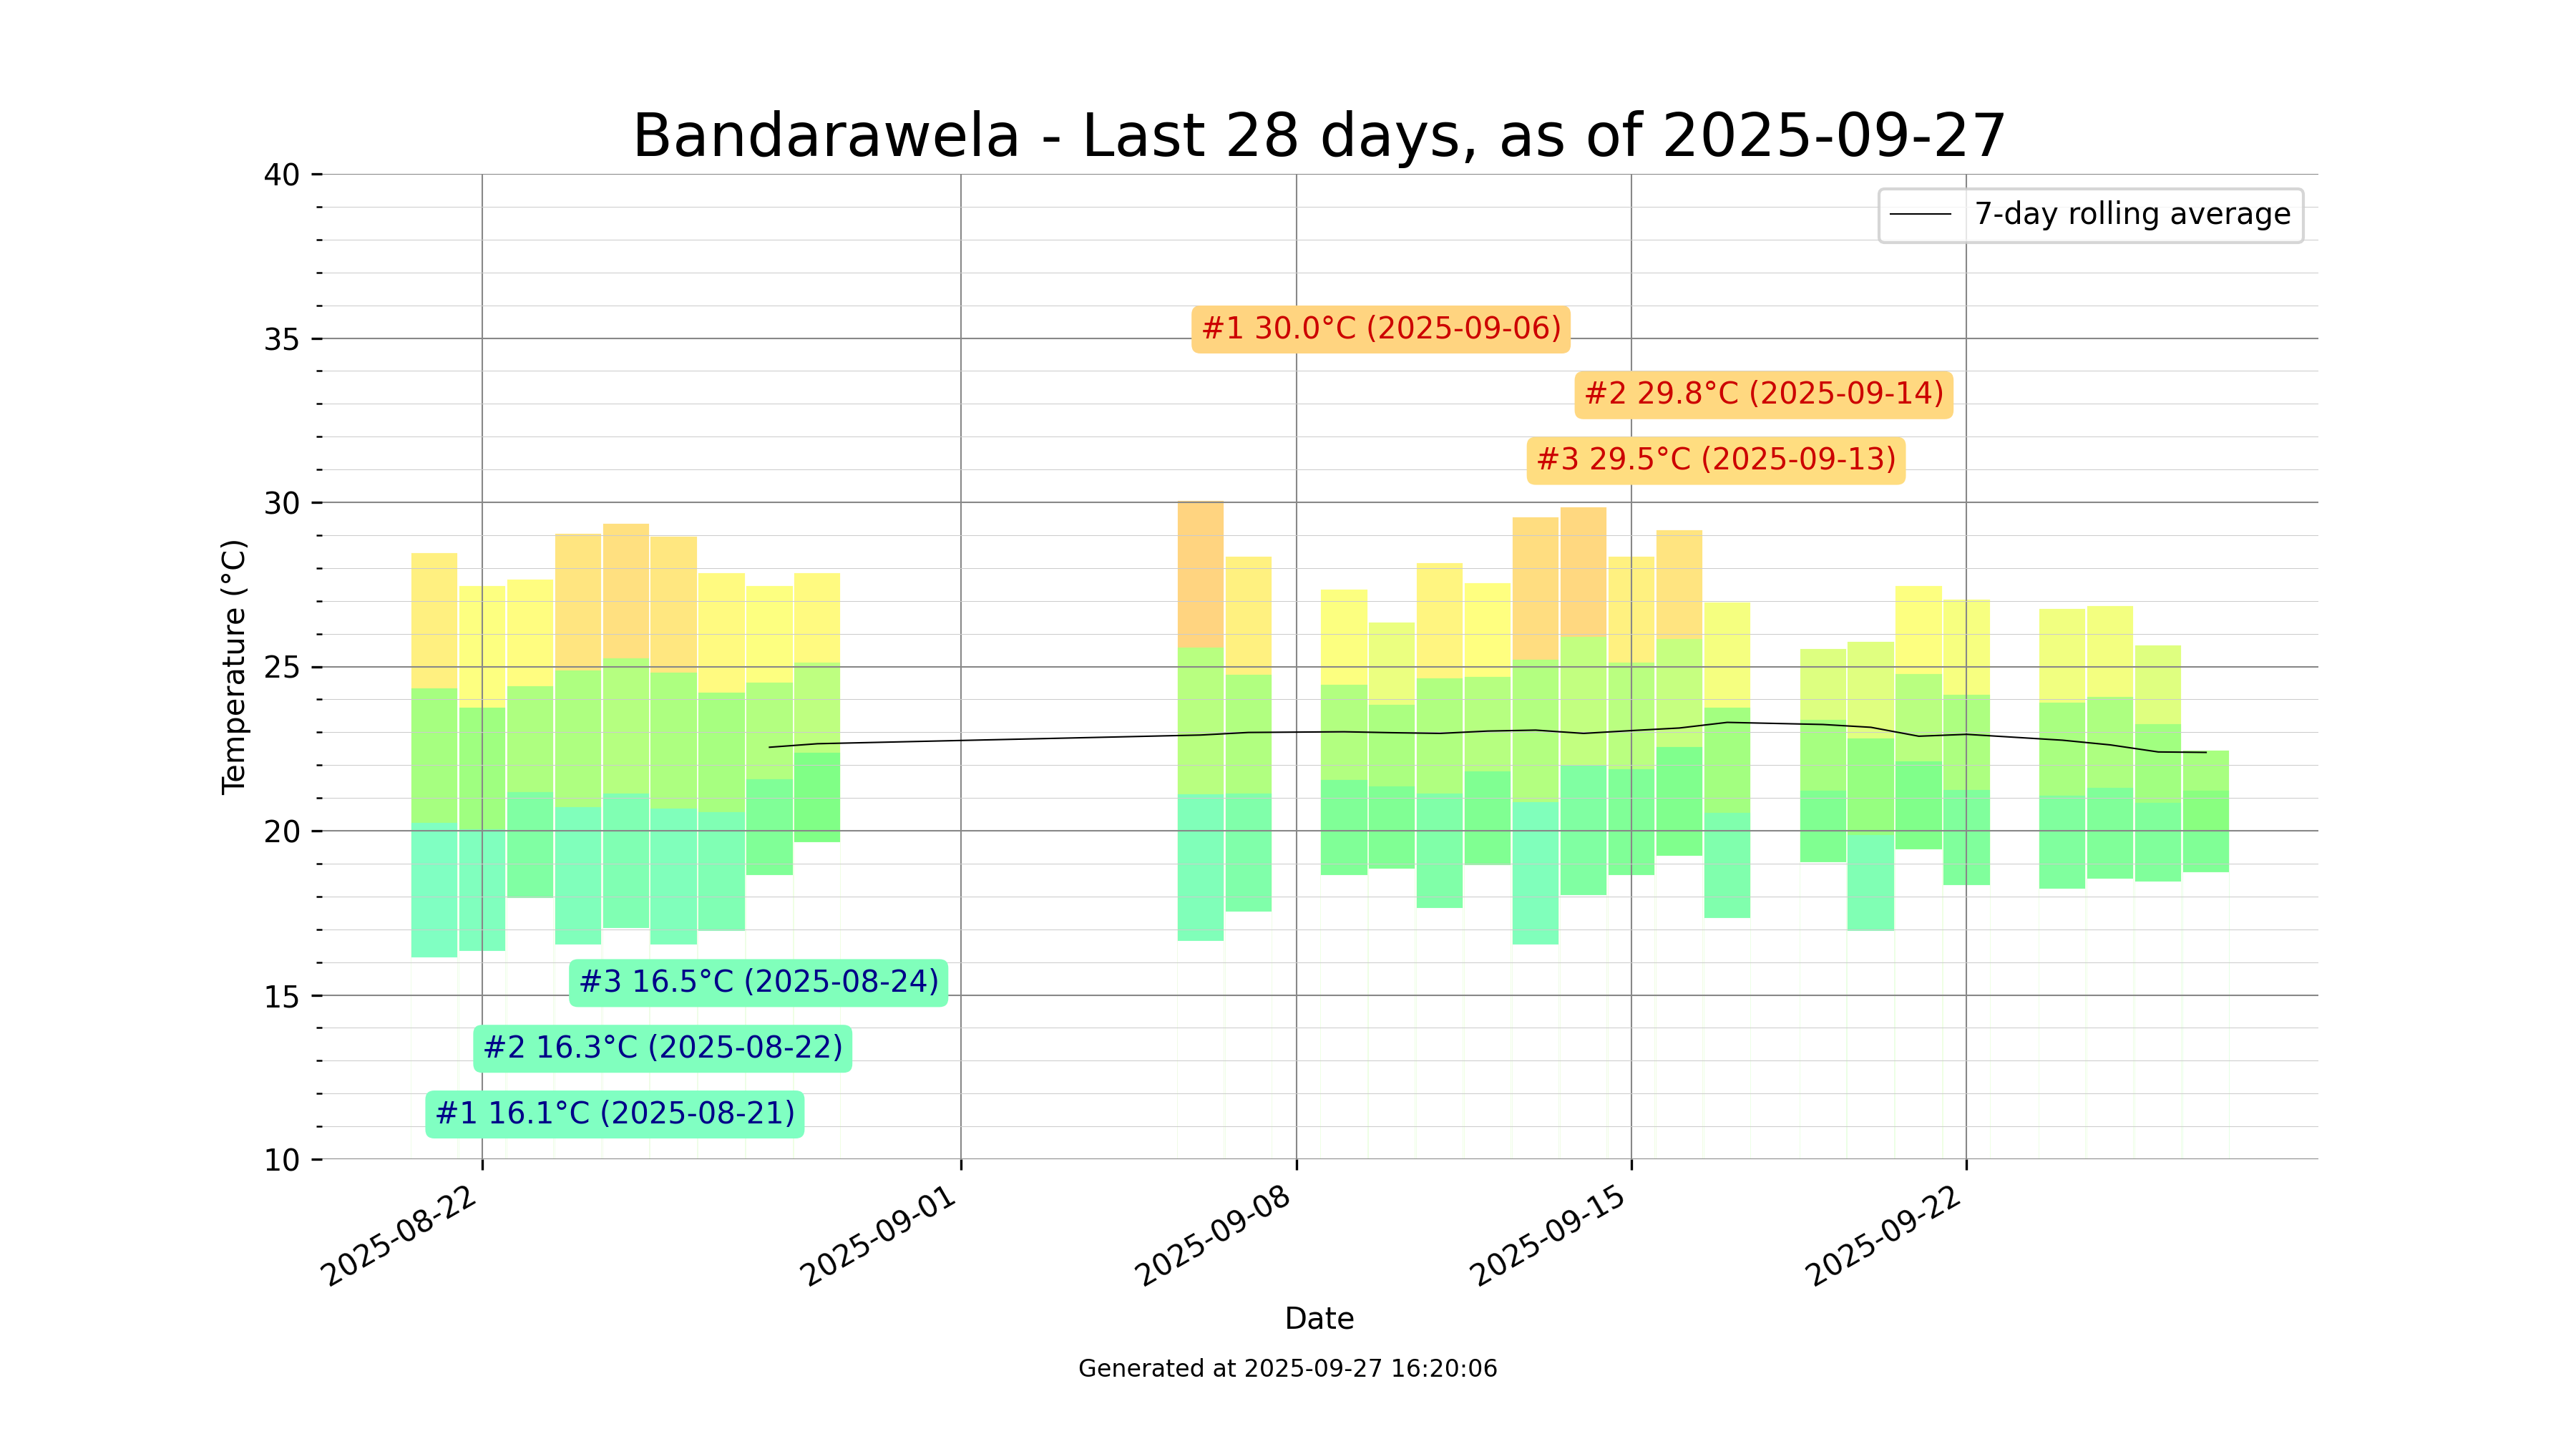 Bandarawela - Last 28 days, as of 2025-09-27
40
7-day rolling average
35
#1 30.0°C (2025-09-06)
#2 29.8°C (2025-09-14)
#3 29.5°C (2025-09-13)
30
25
Temperature (°C)
20
#3 16.5°C (2025-08-24)
15
#2 16.3°C (2025-08-22)
#1 16.1°C (2025-08-21)
10
2025-08-22
2025-09-01
2025-09-08
2025-09-15
2025-09-22
Date
Generated at 2025-09-27 16:20:06